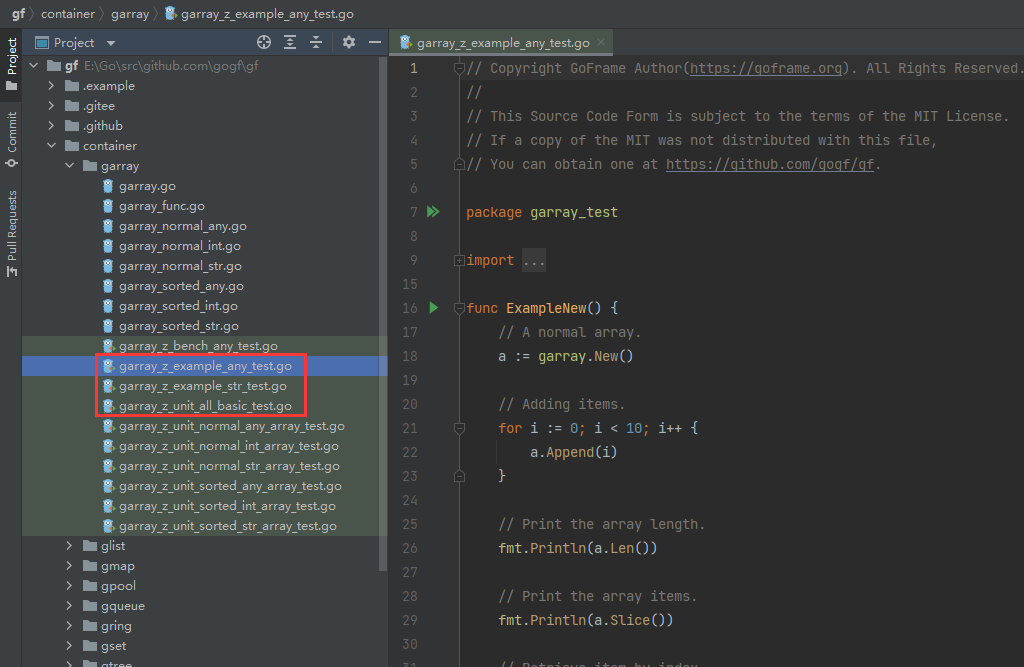 gf container garray garray_z_example_any_test.go
Project
Commit
Pull Requests
Project
gf E:\Go\src\github.com\gogf\gf
.example
.gitee
.github
container
garray
garray.go
garray_func.go
garray_normal_any.go
garray_normal_int.go
garray_normal_str.go
garray_sorted_any.go
garray_sorted_int.go
garray_sorted_str.go
garray_z_bench_any_test.go
garray_z_example_any_test.go
garray_z_example_str_test.go
garray_z_unit_all_basic_test.go
garray_z_unit_normal_any_array_test.go
garray_z_unit_normal_int_array_test.go
garray_z_unit_normal_str_array_test.go
garray_z_unit_sorted_any_array_test.go
garray_z_unit_sorted_int_array_test.go
garray_z_unit_sorted_str_array_test.go
glist
gmap
gpool
gqueue
gring
gset
gtree
garray_z_example_any_test.go
1 // Copyright GoFrame Author(https://goframe.org). All Rights Reserved.
2 //
3 // This Source Code Form is subject to the terms of the MIT License.
4 // If a copy of the MIT was not distributed with this file,
5 // You can obtain one at https://github.com/gogf/gf.
6
7 package garray_test
8
9 import ...
15
16 func ExampleNew() {
17 // A normal array.
18 a := garray.New()
19
20 // Adding items.
21 for i := 0; i < 10; i++ {
22 a.Append(i)
23 }
24
25 // Print the array length.
26 fmt.Println(a.Len())
27
28 // Print the array items.
29 fmt.Println(a.Slice())
30
31 // Retrieve item by index